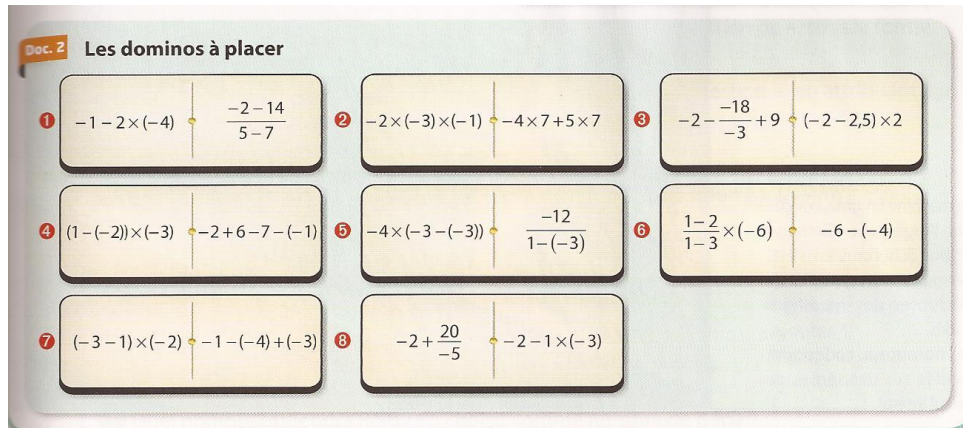 Doc. 2 Les dominos à placer
1 −1−2×(−4) (−2−14)/(5−7) 2 −2×(−3)×(−1) −4×7+5×7 3 −2−(−18)/(−3)+9 (−2−2,5)×2
4 (1−(−2))×(−3) −2+6−7−(−1) 5 −4×(−3−(−3)) (−12)/(1−(−3)) 6 (1−2)/(1−3)×(−6) −6−(−4)
7 (−3−1)×(−2) −1−(−4)+(−3) 8 −2+20/(−5) −2−1×(−3)